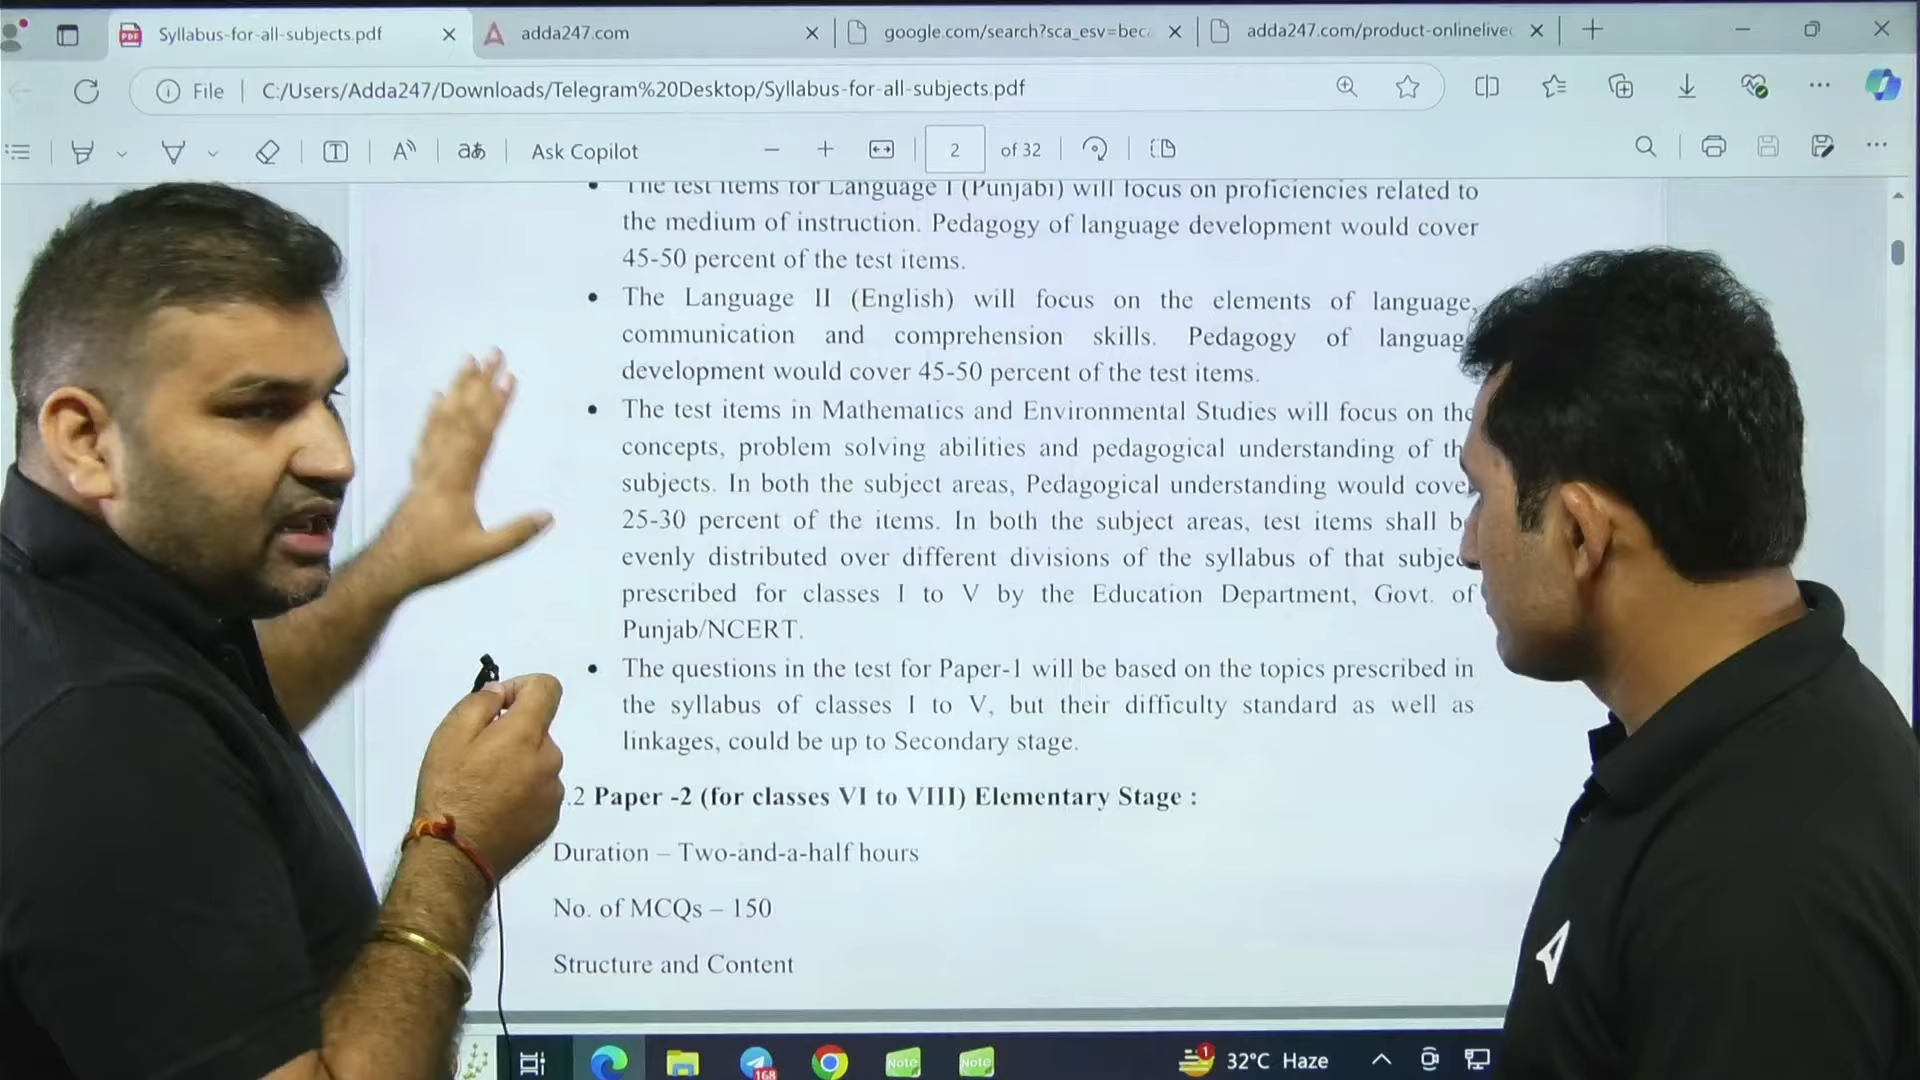 Syllabus-for-all-subjects.pdf
adda247.com
google.com/search?sca_esv=bec
adda247.com/product-onlinelive
File
C:/Users/Adda247/Downloads/Telegram%20Desktop/Syllabus-for-all-subjects.pdf
Ask Copilot
2 of 32
The test items for Language I (Punjabi) will focus on proficiencies related to
the medium of instruction. Pedagogy of language development would cover
45-50 percent of the test items.
The Language II (English) will focus on the elements of language,
communication and comprehension skills. Pedagogy of languag
development would cover 45-50 percent of the test items.
The test items in Mathematics and Environmental Studies will focus on the
concepts, problem solving abilities and pedagogical understanding of th
subjects. In both the subject areas, Pedagogical understanding would cove
25-30 percent of the items. In both the subject areas, test items shall b
evenly distributed over different divisions of the syllabus of that subjec
prescribed for classes I to V by the Education Department, Govt. of
Punjab/NCERT.
The questions in the test for Paper-1 will be based on the topics prescribed in
the syllabus of classes I to V, but their difficulty standard as well as
linkages, could be up to Secondary stage.
.2 Paper -2 (for classes VI to VIII) Elementary Stage :
Duration – Two-and-a-half hours
No. of MCQs – 150
Structure and Content
168
Note
Note
1
32°C Haze